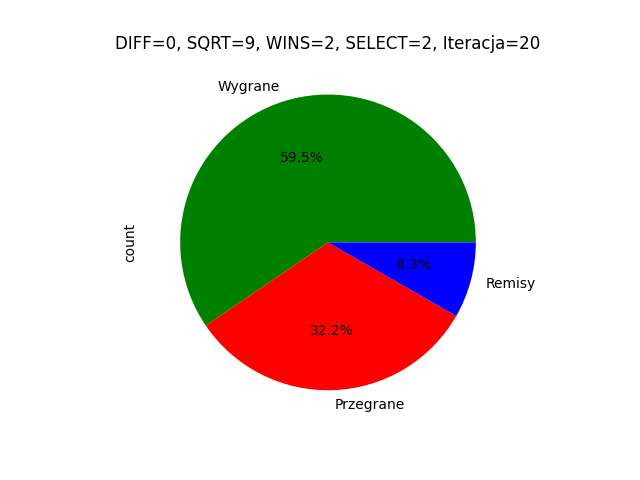 DIFF=0, SQRT=9, WINS=2, SELECT=2, Iteracja=20
Wygrane
59.5%
count
8.3%
Remisy
32.2%
Przegrane